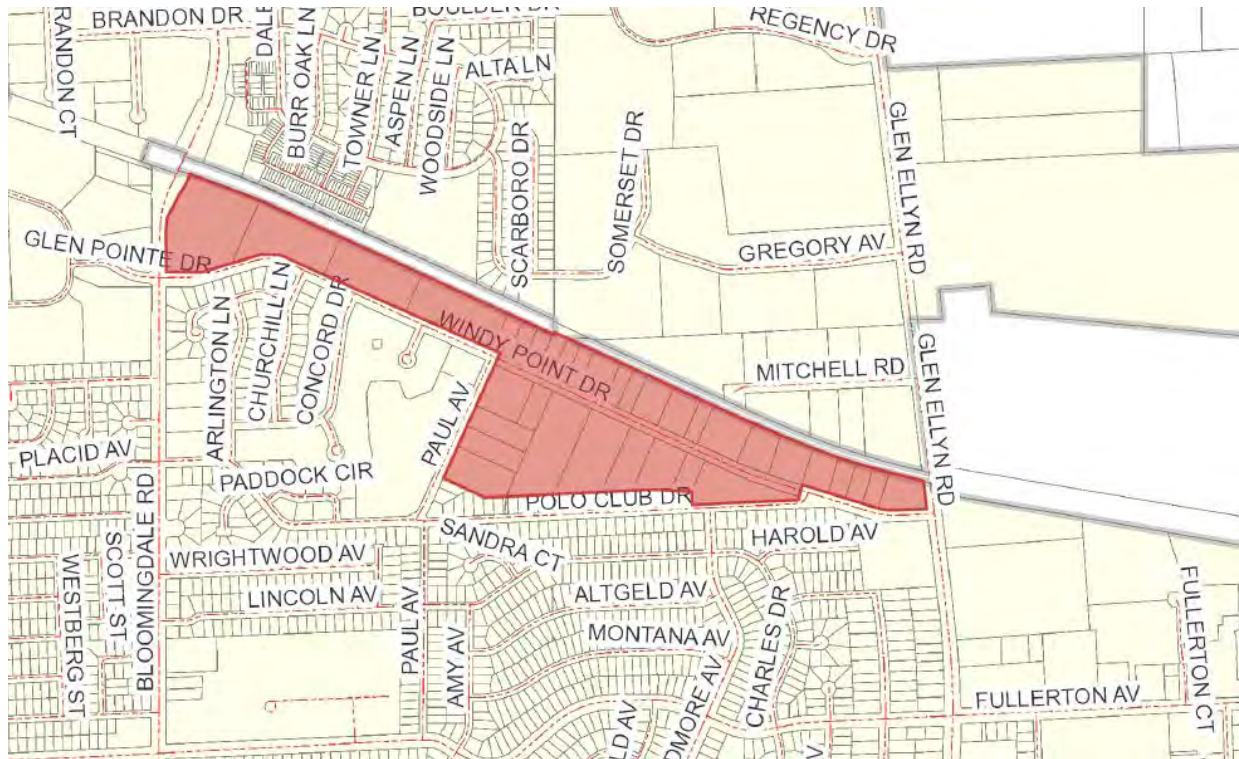 BOULDER DR
BRANDON DR
REGENCY DR
RANDON CT
DALE
BURR OAK LN
TOWNER LN
ASPEN LN
WOODSIDE LN
ALTA LN
SCARBORO DR
SOMERSET DR
GLEN ELLYN RD
GREGORY AV
GLEN POINTE DR
ARLINGTON LN
CHURCHILL LN
CONCORD DR
WINDY POINT DR
MITCHELL RD
GLEN ELLYN RD
PAUL AV
PLACID AV
PADDOCK CIR
POLO CLUB DR
BLOOMINGDALE RD
SANDRA CT
HAROLD AV
WRIGHTWOOD AV
SCOTT ST
WESTBERG ST
LINCOLN AV
ALTGELD AV
PAUL AV
AMY AV
MONTANA AV
CHARLES DR
FULLERTON CT
FULLERTON AV
LD AV
DMORE AV
V